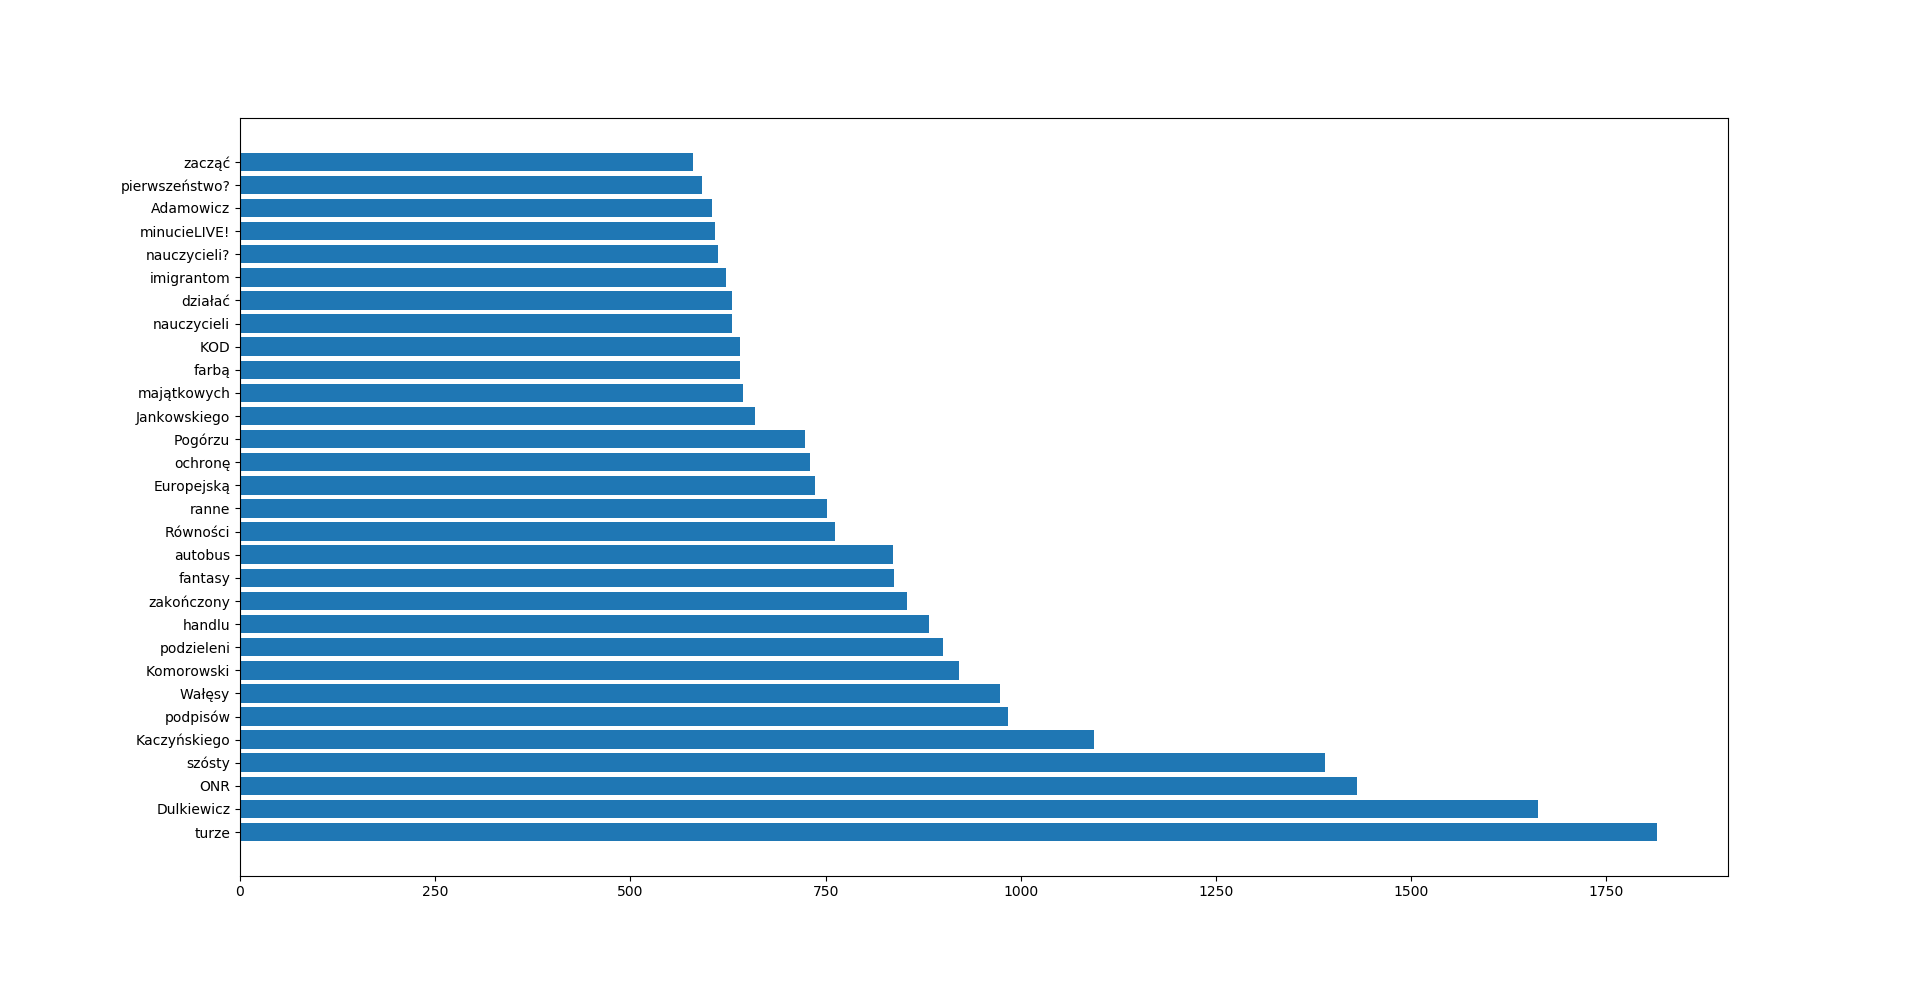 zacząć
pierwszeństwo?
Adamowicz
minucieLIVE!
nauczycieli?
imigrantom
działać
nauczycieli
KOD
farbą
majątkowych
Jankowskiego
Pogórzu
ochronę
Europejską
ranne
Równości
autobus
fantasy
zakończony
handlu
podzieleni
Komorowski
Wałęsy
podpisów
Kaczyńskiego
szósty
ONR
Dulkiewicz
turze
0 250 500 750 1000 1250 1500 1750